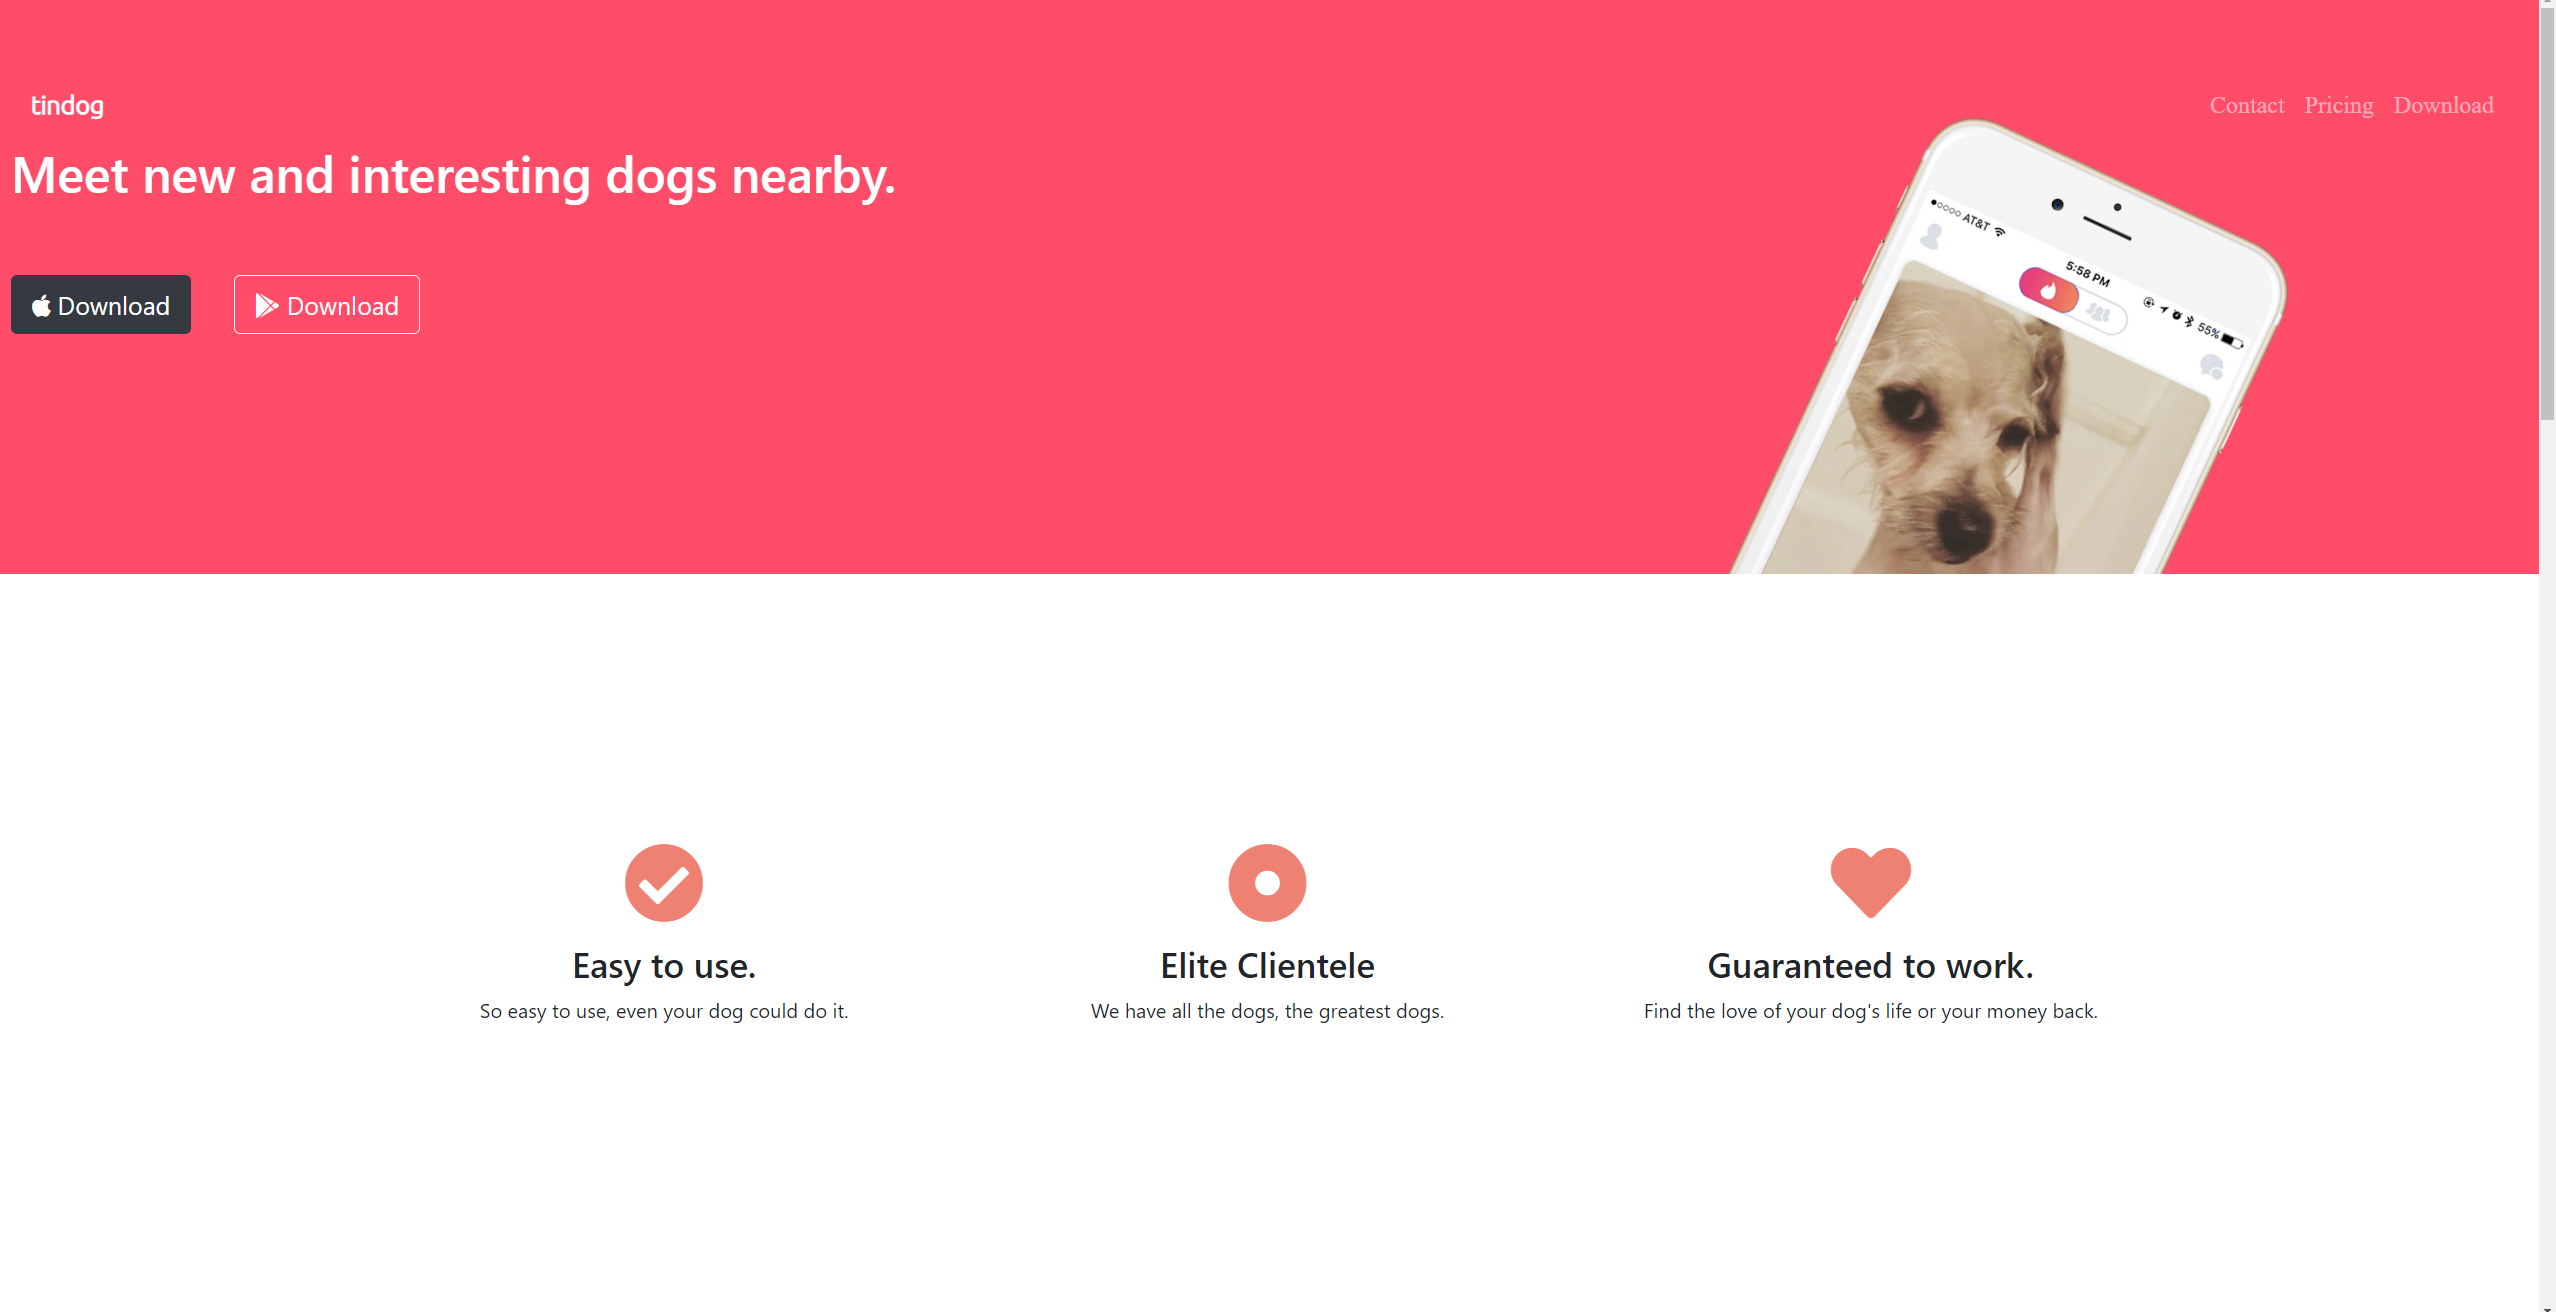 tindog
Contact Pricing Download
Meet new and interesting dogs nearby.
Download Download
AT&T
5:58 PM
55%
Easy to use.
So easy to use, even your dog could do it.
Elite Clientele
We have all the dogs, the greatest dogs.
Guaranteed to work.
Find the love of your dog's life or your money back.